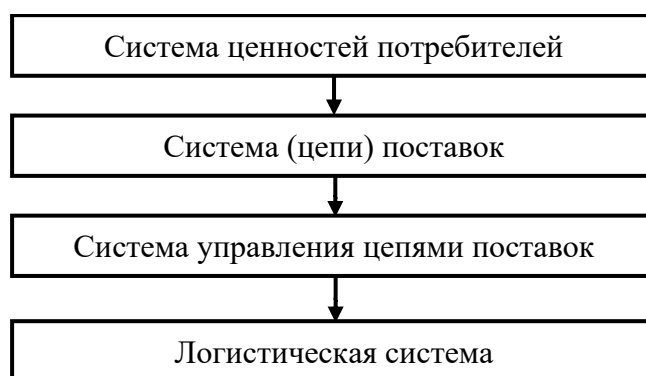 Система ценностей потребителей
Система (цепи) поставок
Система управления цепями поставок
Логистическая система